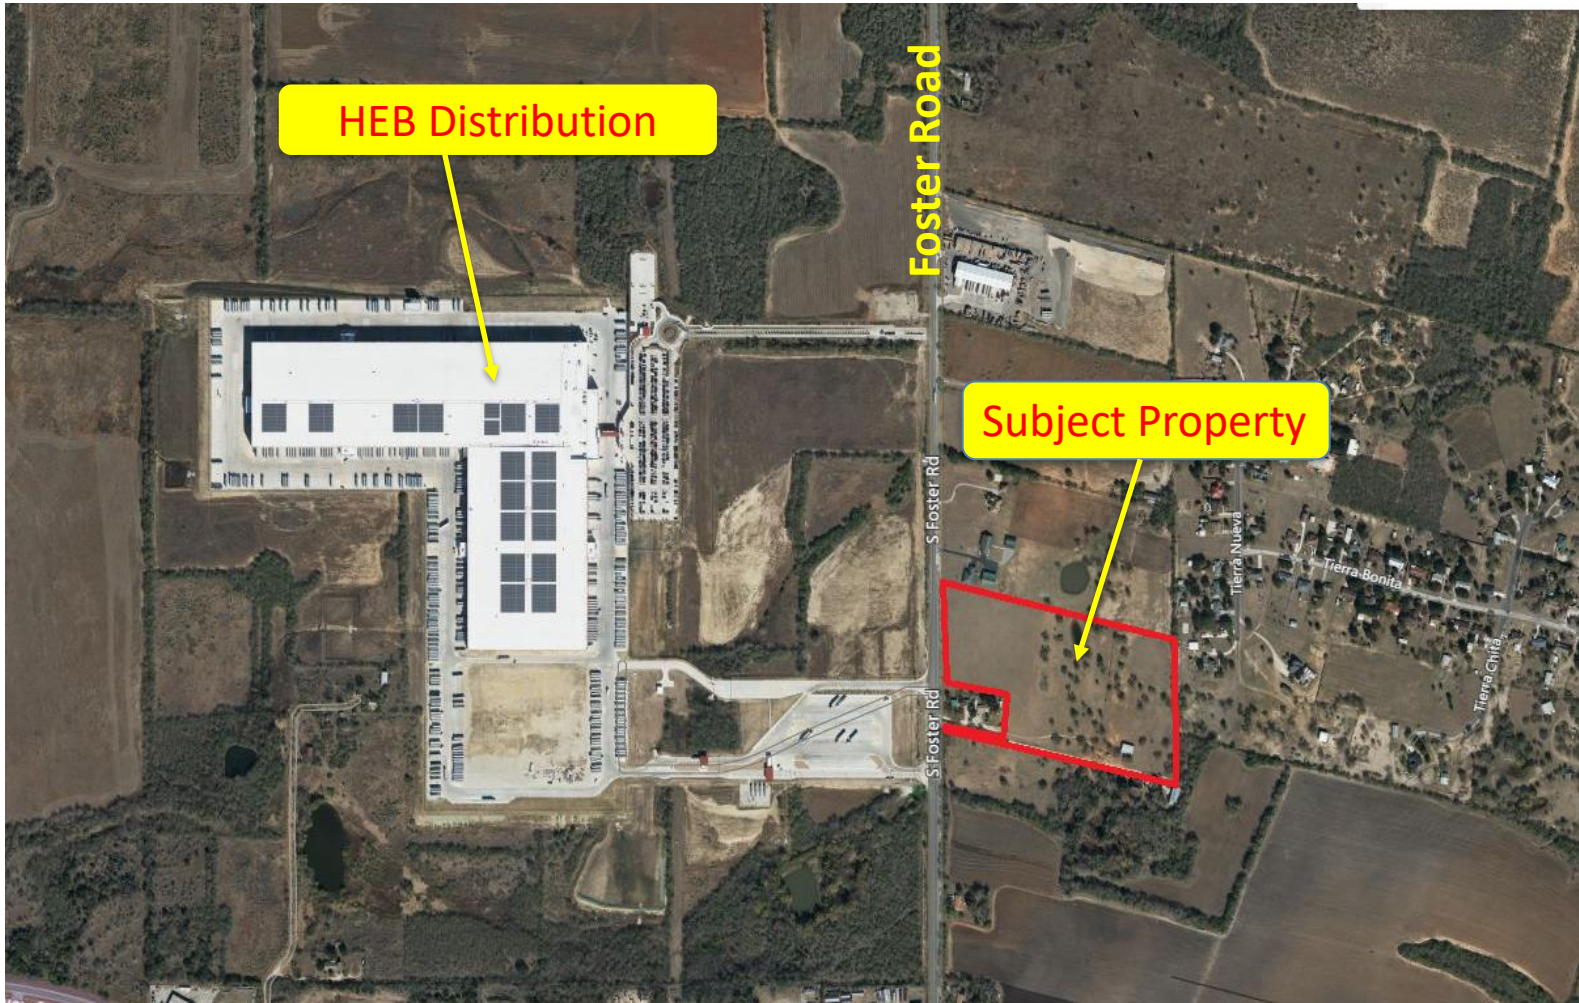 HEB Distribution
Foster Road
Subject Property
S Foster Rd
Tierra Nueva
Tierra Bonita
Tierra Chita
S Foster Rd